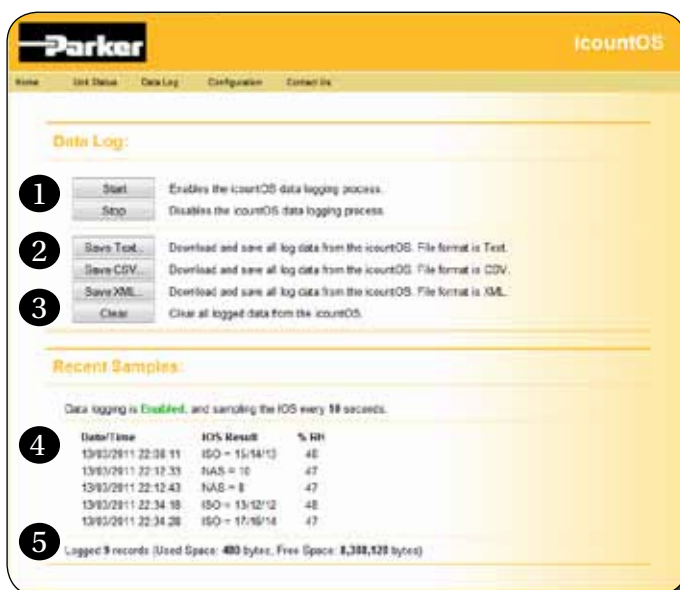 Parker
icountOS
Home Unit Status Data Log Configuration Contact Us
Data Log:
1
Start Enables the icountOS data logging process.
Stop Disables the icountOS data logging process.
2
Save Text... Download and save all log data from the icountOS. File format is Text.
Save CSV... Download and save all log data from the icountOS. File format is CSV.
Save XML... Download and save all log data from the icountOS. File format is XML.
3
Clear Clear all logged data from the icountOS.
Recent Samples:
Data logging is Enabled, and sampling the IOS every 10 seconds.
4
Date/Time IOS Result % RH
13/03/2011 ISO = 15/14/13 48
13/03/2011 22:12:33 NAS = 10 47
13/03/2011 22:12:43 NAS = 8 47
13/03/2011 22:34:18 ISO = 13/12/12 48
13/03/2011 22:34:28 ISO = 17/16/14 47
5
Logged 9 records (Used Space: 480 bytes, Free Space: bytes)